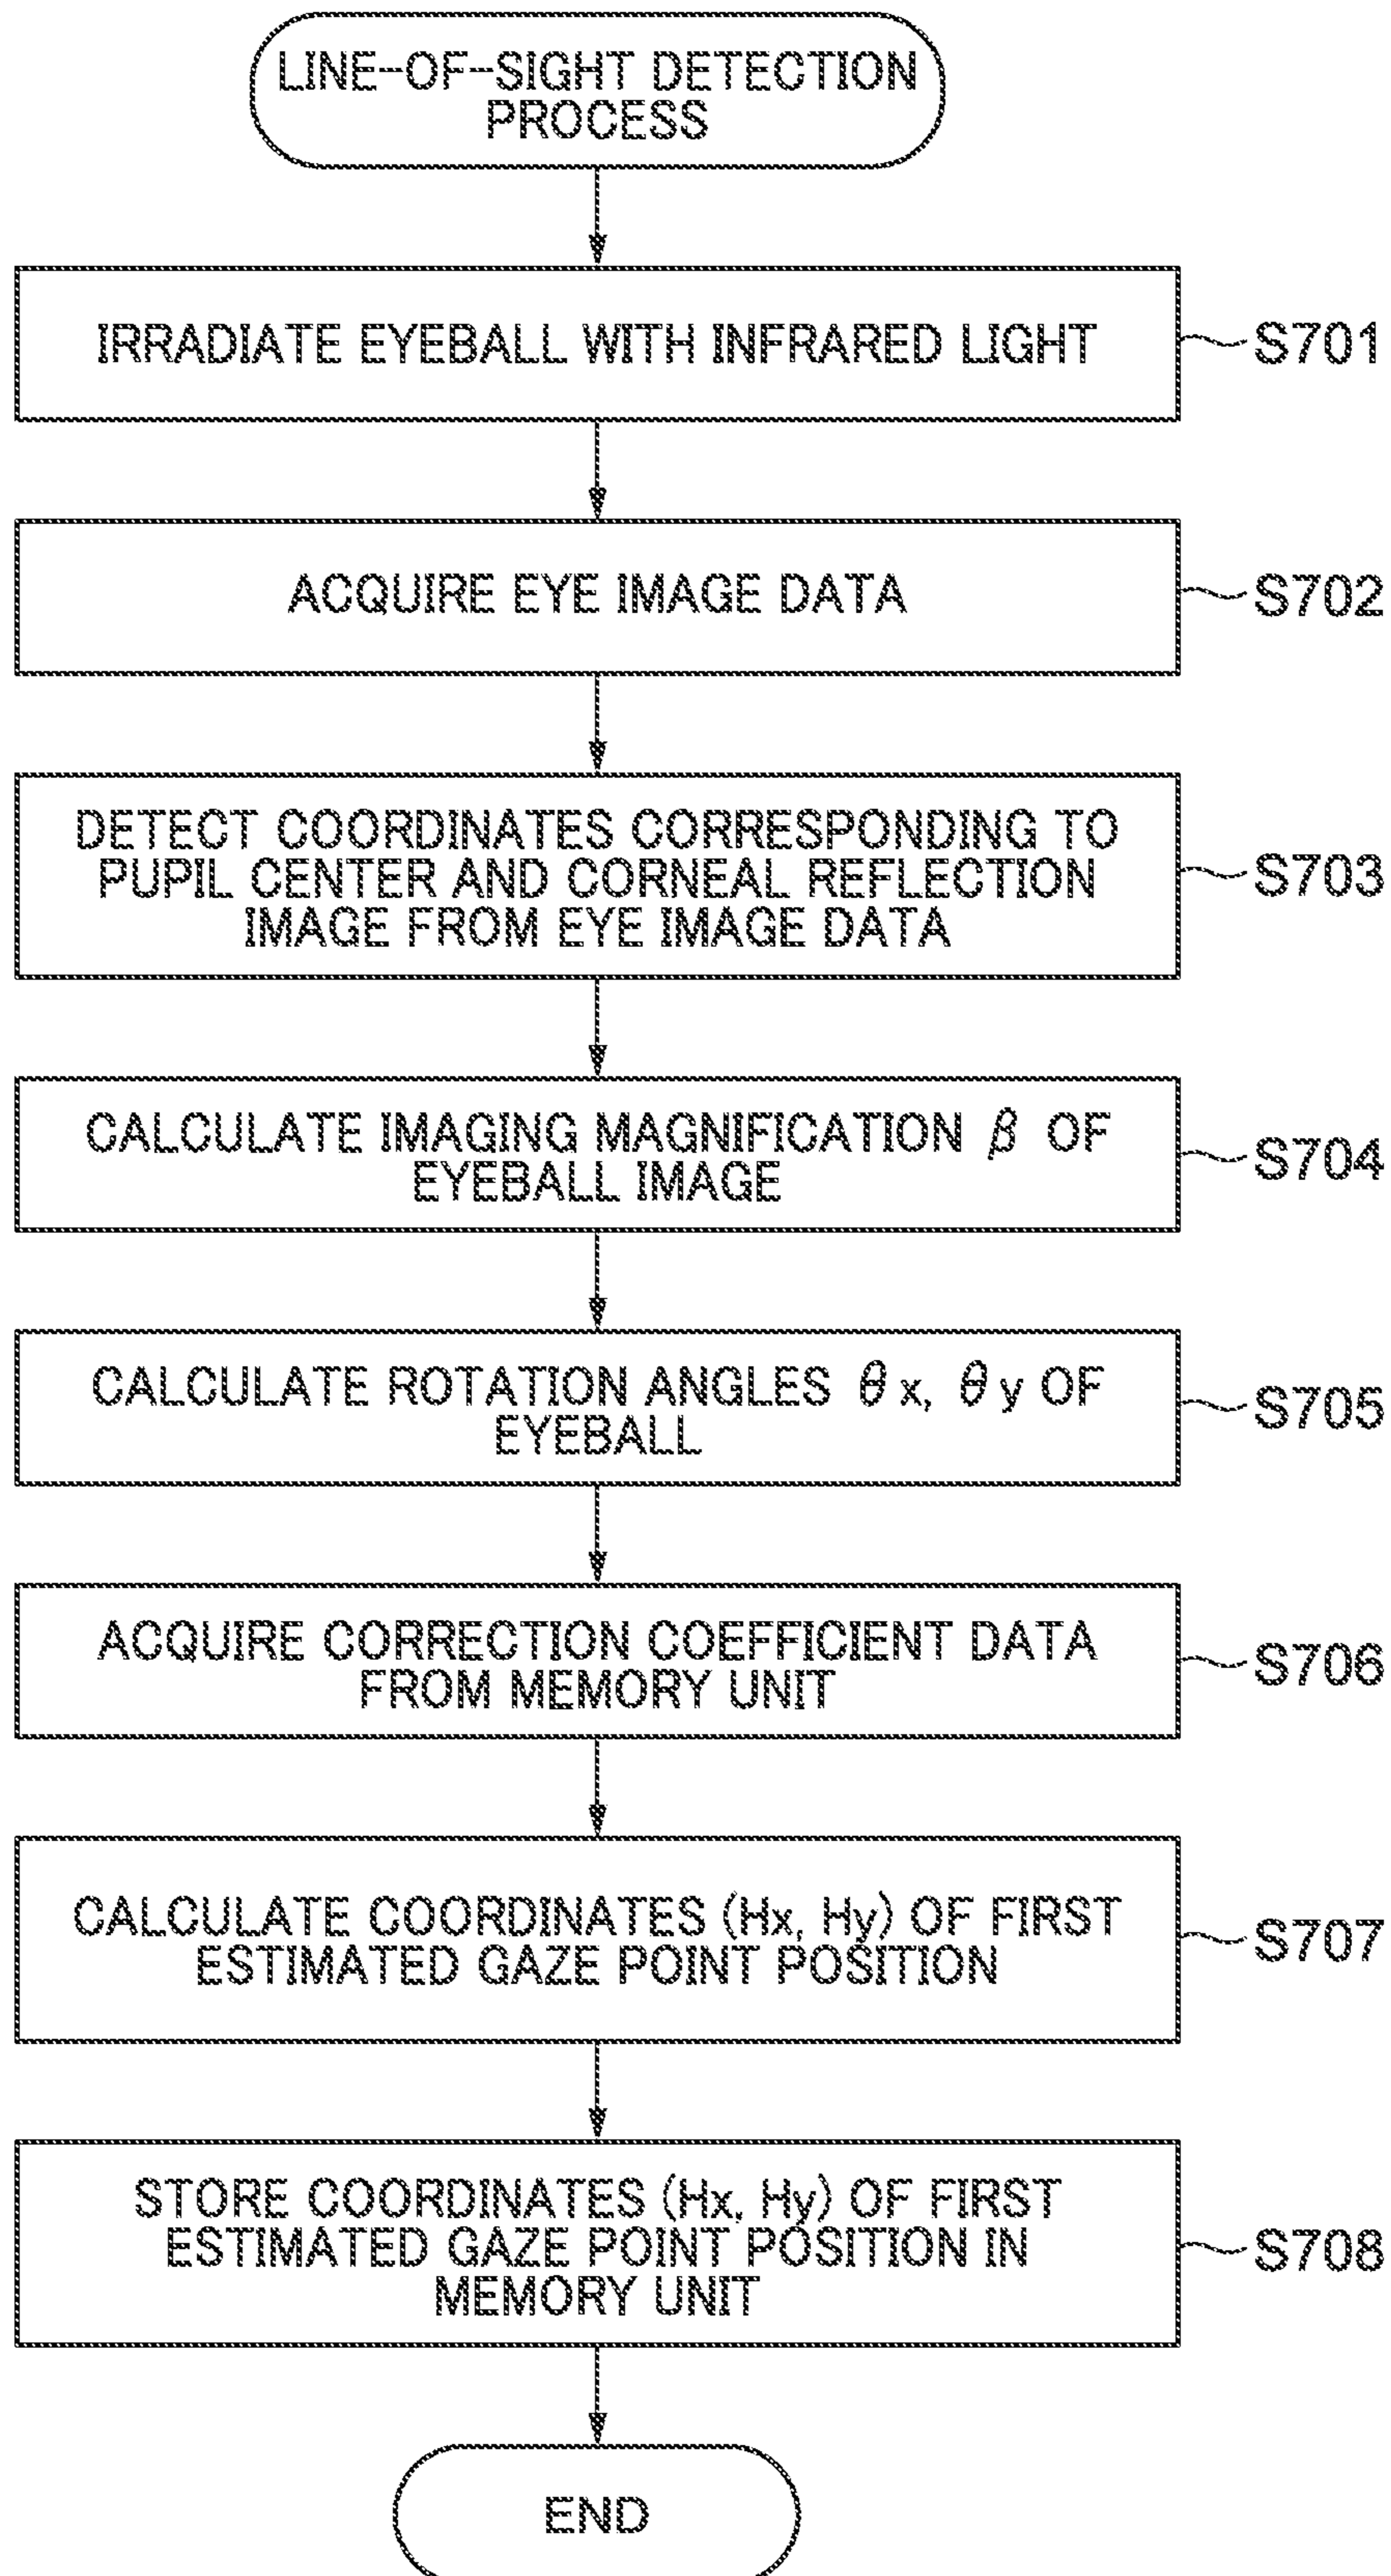 LINE-OF-SIGHT DETECTION
PROCESS
IRRADIATE EYEBALL WITH INFRARED LIGHT
S701
ACQUIRE EYE IMAGE DATA
S702
DETECT COORDINATES CORRESPONDING TO
PUPIL CENTER AND CORNEAL REFLECTION
IMAGE FROM EYE IMAGE DATA
S703
CALCULATE IMAGING MAGNIFICATION β OF
EYEBALL IMAGE
S704
CALCULATE ROTATION ANGLES θx, θy OF
EYEBALL
S705
ACQUIRE CORRECTION COEFFICIENT DATA
FROM MEMORY UNIT
S706
CALCULATE COORDINATES (Hx, Hy) OF FIRST
ESTIMATED GAZE POINT POSITION
S707
STORE COORDINATES (Hx, Hy) OF FIRST
ESTIMATED GAZE POINT POSITION IN
MEMORY UNIT
S708
END